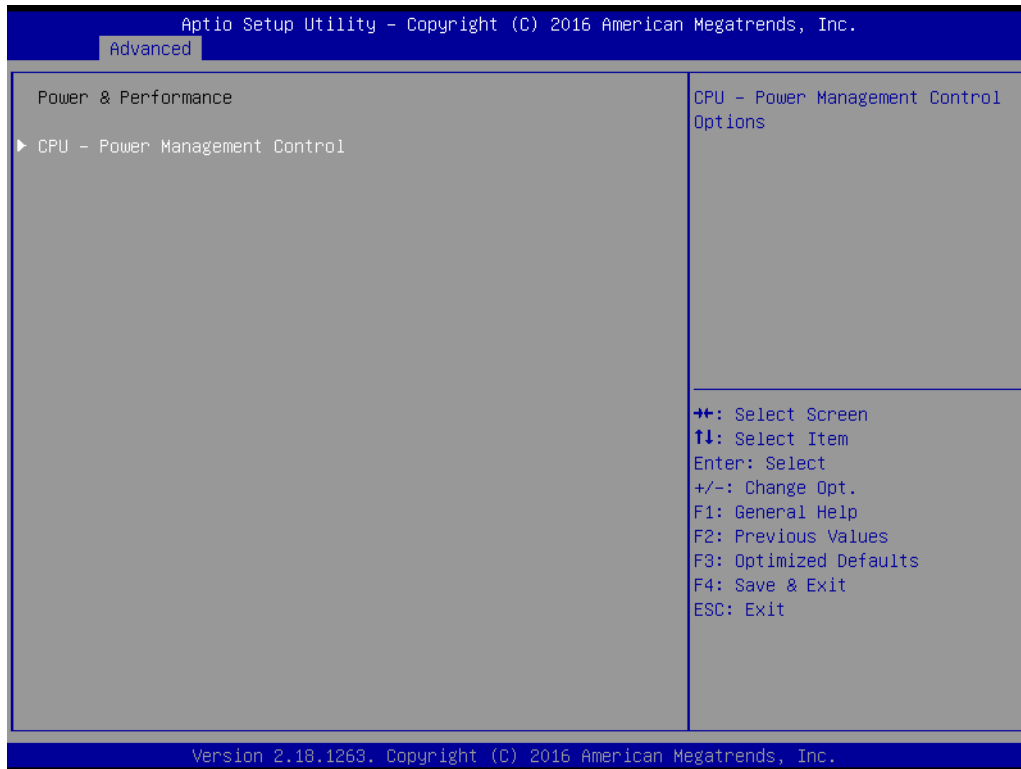 Aptio Setup Utility – Copyright (C) 2016 American Megatrends, Inc.
Advanced
Power & Performance
▶ CPU – Power Management Control
CPU – Power Management Control
Options
→←: Select Screen
↑↓: Select Item
Enter: Select
+/-: Change Opt.
F1: General Help
F2: Previous Values
F3: Optimized Defaults
F4: Save & Exit
ESC: Exit
Version 2.18.1263. Copyright (C) 2016 American Megatrends, Inc.